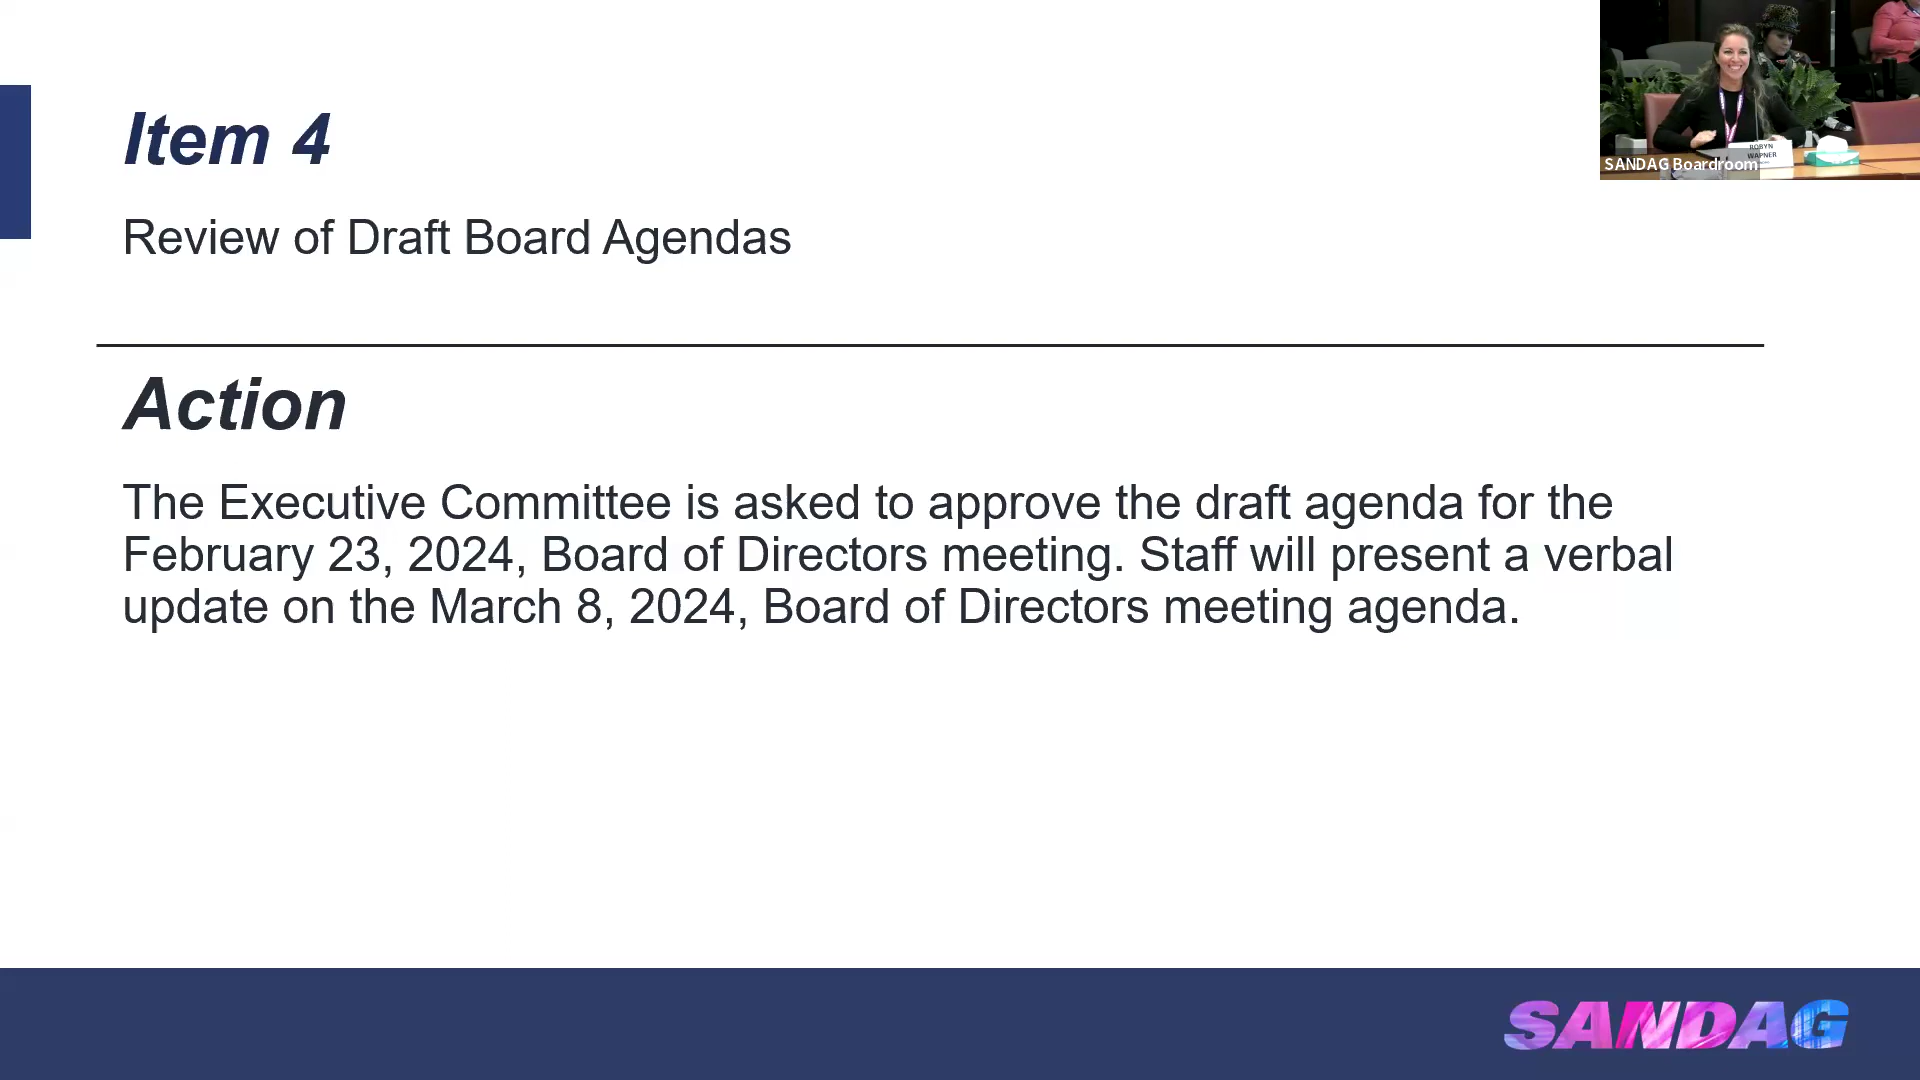 Item 4
Review of Draft Board Agendas
Action
The Executive Committee is asked to approve the draft agenda for the
February 23, 2024, Board of Directors meeting. Staff will present a verbal
update on the March 8, 2024, Board of Directors meeting agenda.
ROBYN
WAPNER
SANDAG Boardroom
SANDAG